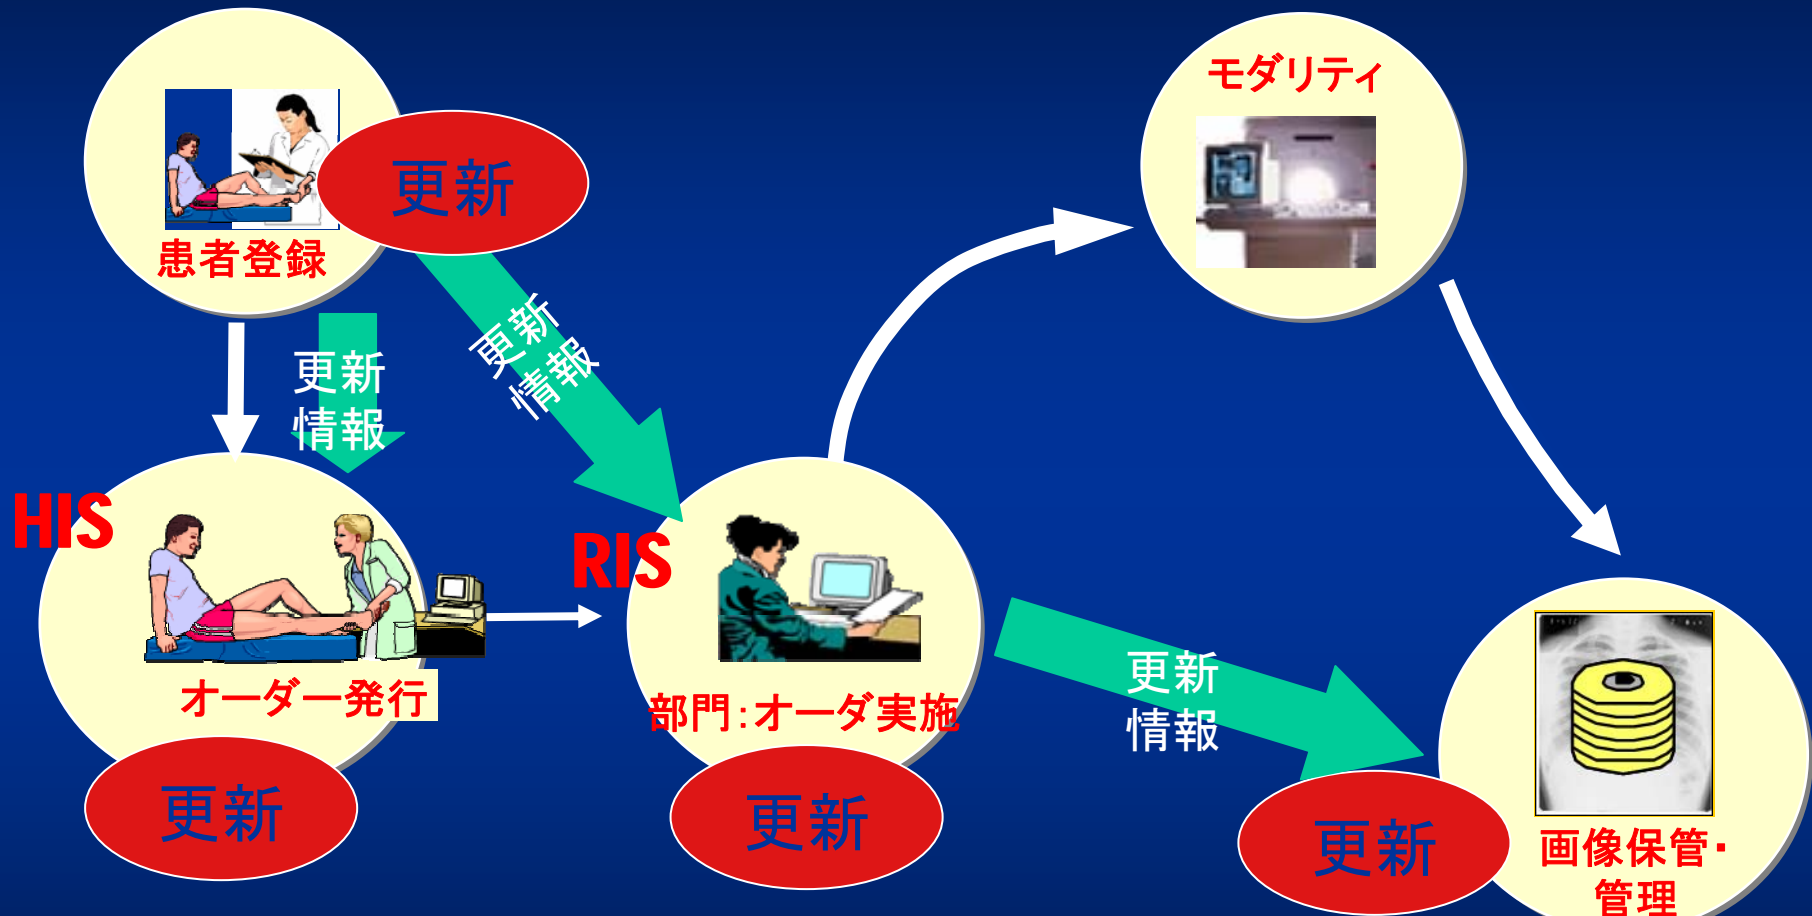 モダリティ
更新
患者登録
更新
情報
更新
情報
HIS
RIS
オーダー発行
部門:オーダ実施
更新
情報
更新
更新
更新
画像保管・
管理